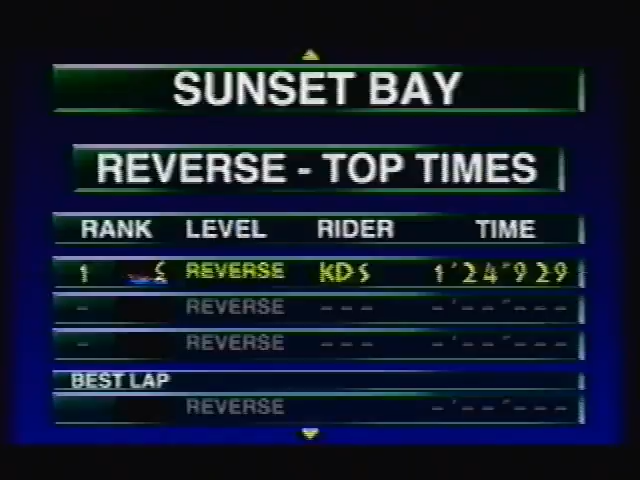 SUNSET BAY
REVERSE - TOP TIMES
RANK LEVEL RIDER TIME
1 REVERSE KDS 1'24"929
- REVERSE - - - -'--"---
- REVERSE - - - -'--"---
BEST LAP
REVERSE -'--"---